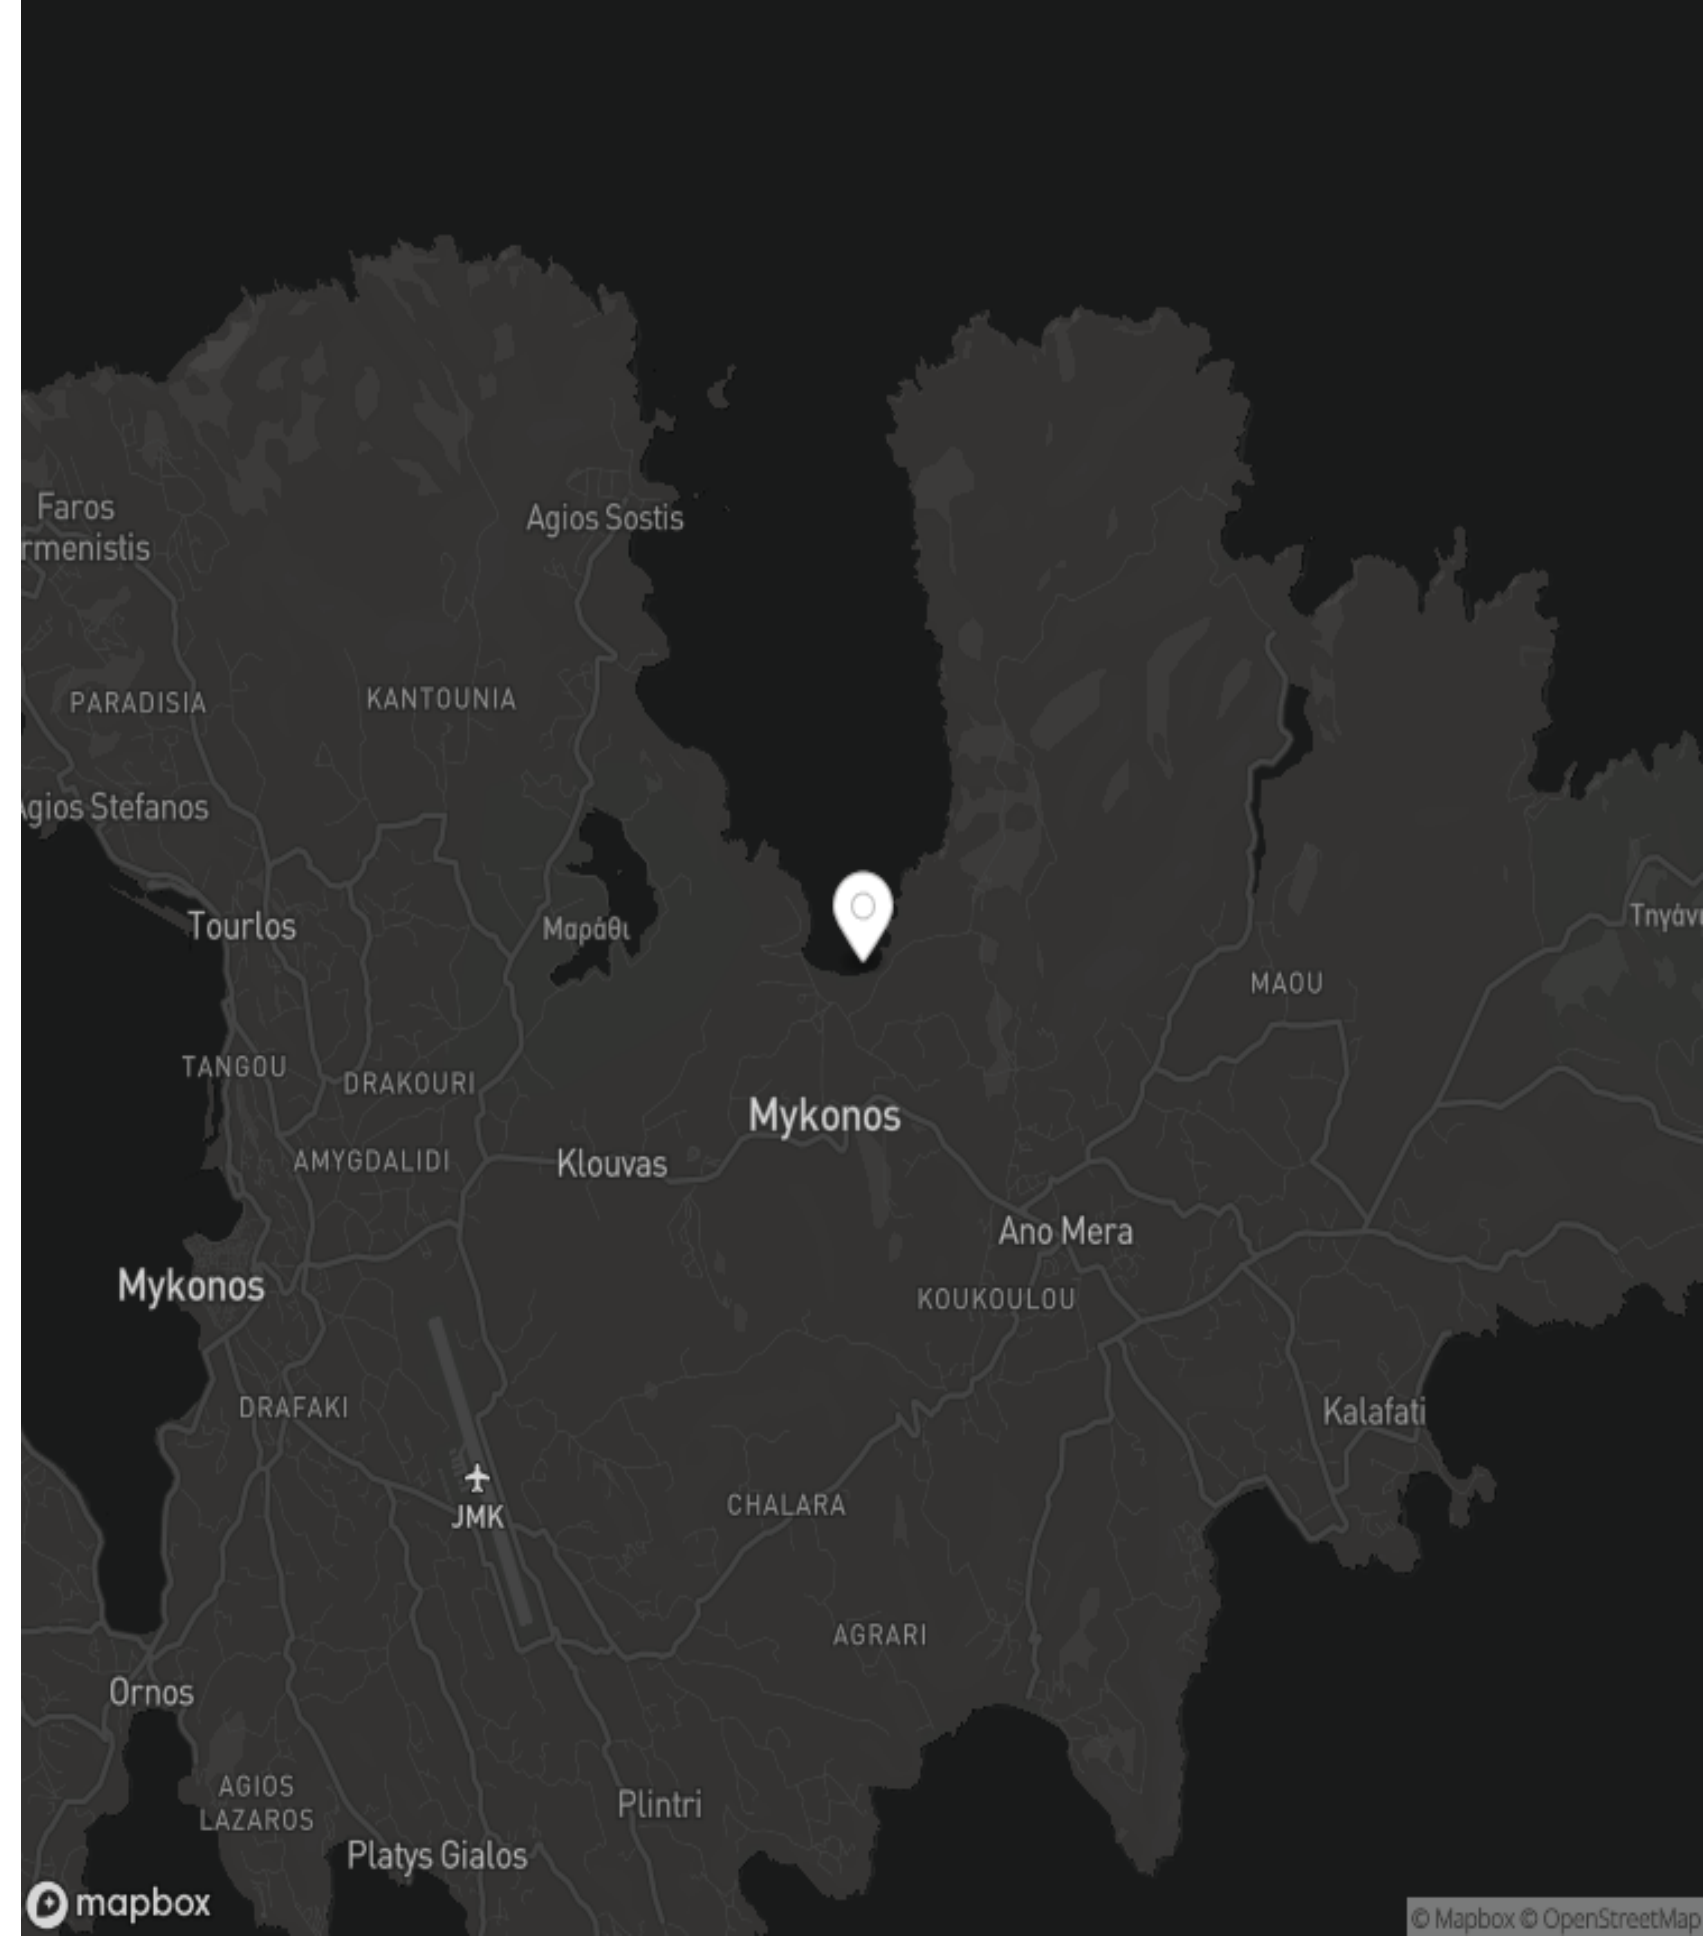 Faros
rmenistis
Agios Sostis
PARADISIA
KANTOUNIA
Agios Stefanos
Tourlos
Μαράθι
Τηγάνι
MAOU
TANGOU
DRAKOURI
Mykonos
AMYGDALIDI
Klouvas
Ano Mera
Mykonos
KOUKOULOU
DRAFAKI
Kalafati
JMK
CHALARA
AGRARI
Ornos
AGIOS
LAZAROS
Plintri
Platys Gialos
mapbox
© Mapbox © OpenStreetMap